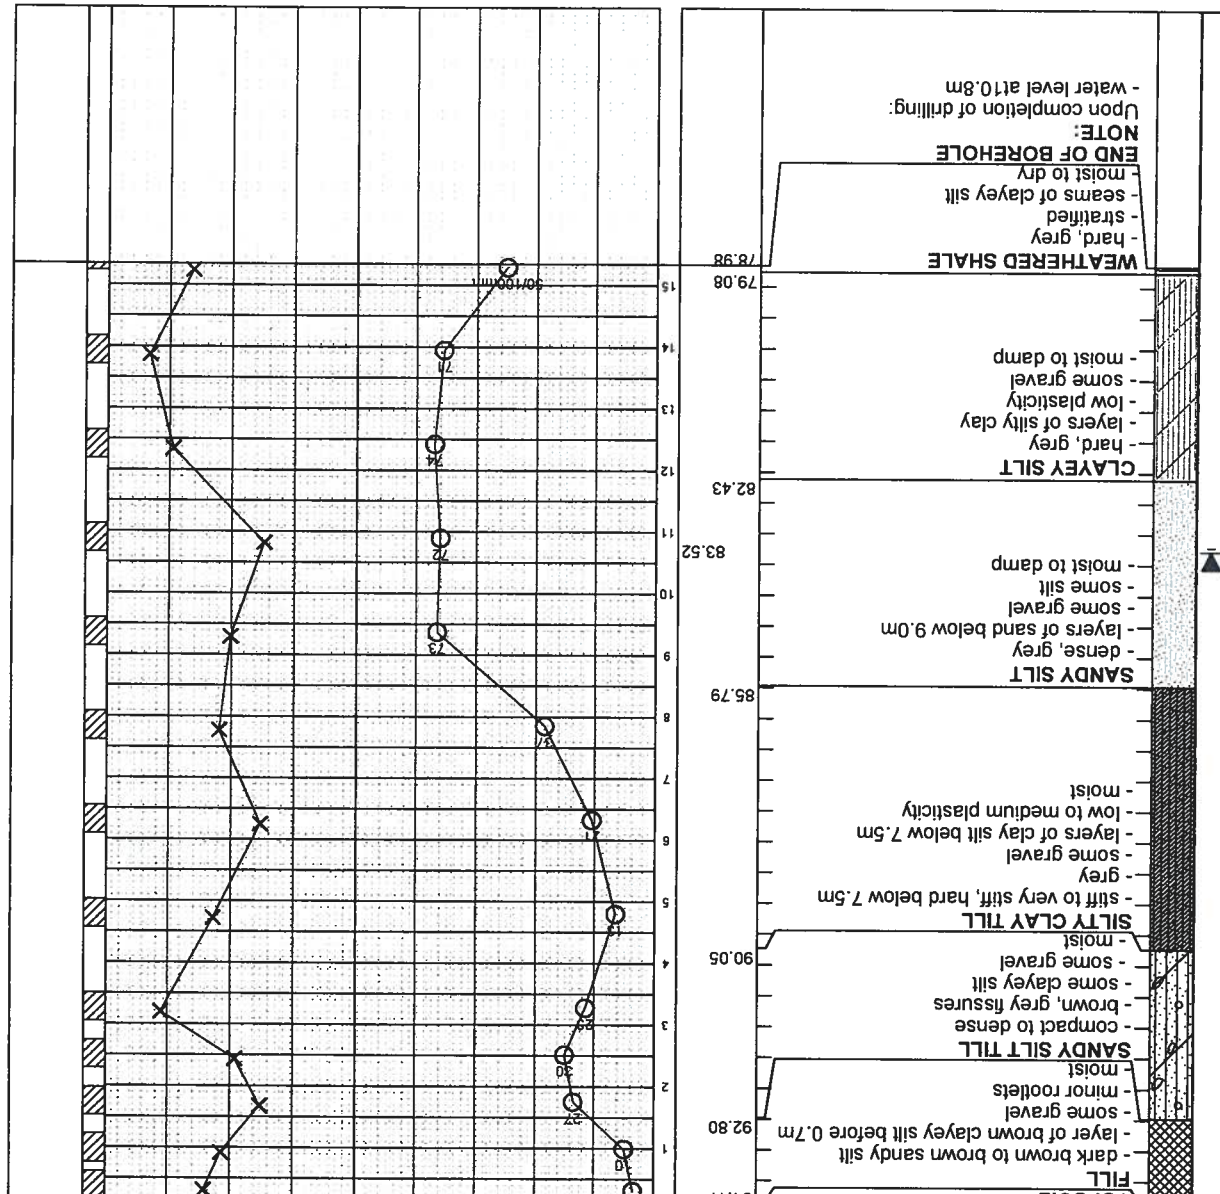 FILL
- dark brown to brown sandy silt
- layer of brown clayey silt before 0.7m
- some gravel
- minor rootlets
- moist
92.80
SANDY SILT TILL
- compact to dense
- brown, grey fissures
- some clayey silt
- some gravel
- moist
90.05
SILTY CLAY TILL
- stiff to very stiff, hard below 7.5m
- grey
- some gravel
- layers of clay silt below 7.5m
- low to medium plasticity
- moist
85.79
SANDY SILT
- dense, grey
- layers of sand below 9.0m
- some gravel
- some silt
- moist to damp
83.52
82.43
CLAYEY SILT
- hard, grey
- layers of silty clay
- low plasticity
- some gravel
- moist to damp
79.08
WEATHERED SHALE
78.98
- hard, grey
- stratified
- seams of clayey silt
- moist to dry
END OF BOREHOLE
NOTE:
Upon completion of drilling:
- water level at10.8m
1
2
3
4
5
6
7
8
9
10
11
12
13
14
15
27
30
23
37
73
72
74
71
50/100mm